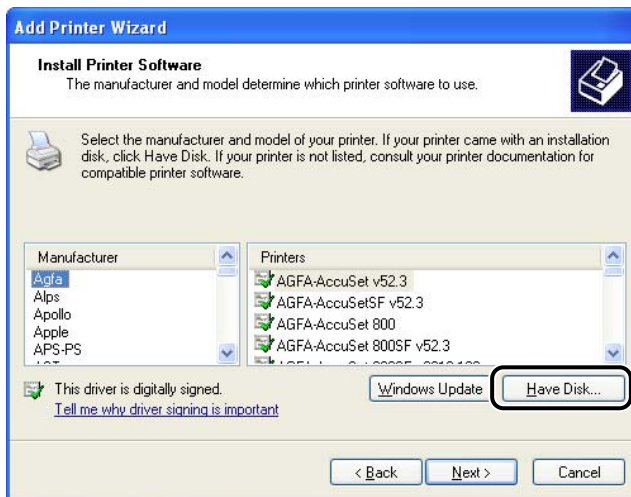 Add Printer Wizard
Install Printer Software
The manufacturer and model determine which printer software to use.
Select the manufacturer and model of your printer. If your printer came with an installation
disk, click Have Disk. If your printer is not listed, consult your printer documentation for
compatible printer software.
Manufacturer
Agfa
Alps
Apollo
Apple
APS-PS
Printers
AGFA-AccuSet v52.3
AGFA-AccuSetSF v52.3
AGFA-AccuSet 800
AGFA-AccuSet 800SF v52.3
This driver is digitally signed.
Tell me why driver signing is important
Windows Update
Have Disk...
< Back
Next >
Cancel